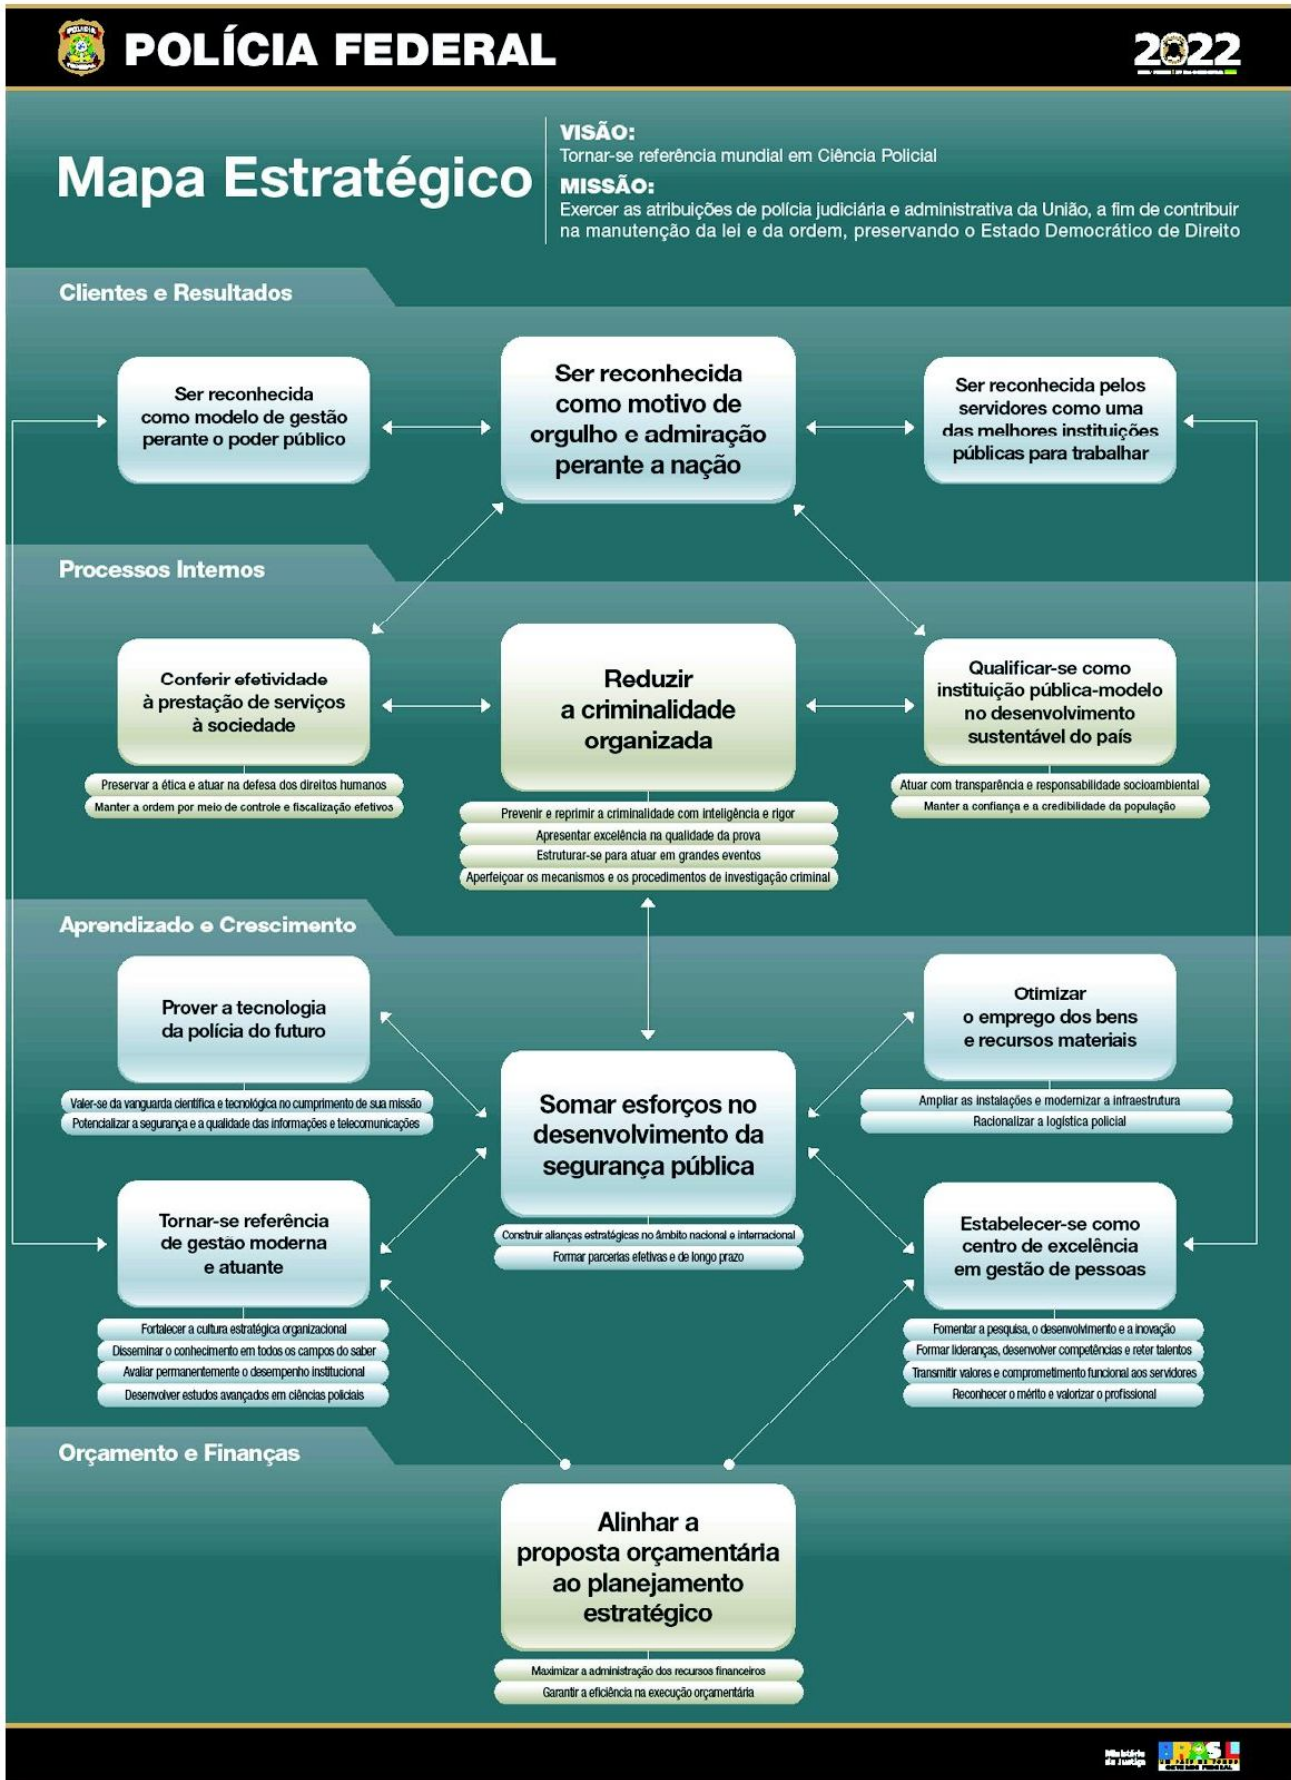 POLÍCIA FEDERAL
2022
Mapa Estratégico
VISÃO:
Tornar-se referência mundial em Ciência Policial
MISSÃO:
Exercer as atribuições de polícia judiciária e administrativa da União, a fim de contribuir
na manutenção da lei e da ordem, preservando o Estado Democrático de Direito
Clientes e Resultados
Ser reconhecida
como modelo de gestão
perante o poder público
Ser reconhecida
como motivo de
orgulho e admiração
perante a nação
Ser reconhecida pelos
servidores como uma
das melhores instituições
públicas para trabalhar
Processos Internos
Conferir efetividade
à prestação de serviços
à sociedade
Preservar a ética e atuar na defesa dos direitos humanos
Manter a ordem por meio de controle e fiscalização efetivos
Reduzir
a criminalidade
organizada
Prevenir e reprimir a criminalidade com inteligência e rigor
Apresentar excelência na qualidade da prova
Estruturar-se para atuar em grandes eventos
Aperfeiçoar os mecanismos e os procedimentos de investigação criminal
Qualificar-se como
instituição pública-modelo
no desenvolvimento
sustentável do país
Atuar com transparência e responsabilidade socioambiental
Manter a confiança e a credibilidade da população
Aprendizado e Crescimento
Prover a tecnologia
da polícia do futuro
Valer-se da vanguarda científica e tecnológica no cumprimento de sua missão
Potencializar a segurança e a qualidade das informações e telecomunicações
Otimizar
o emprego dos bens
e recursos materiais
Ampliar as instalações e modernizar a infraestrutura
Racionalizar a logística policial
Somar esforços no
desenvolvimento da
segurança pública
Construir alianças estratégicas no âmbito nacional e internacional
Formar parcerias efetivas e de longo prazo
Tornar-se referência
de gestão moderna
e atuante
Fortalecer a cultura estratégica organizacional
Disseminar o conhecimento em todos os campos do saber
Avaliar permanentemente o desempenho institucional
Desenvolver estudos avançados em ciências policiais
Estabelecer-se como
centro de excelência
em gestão de pessoas
Fomentar a pesquisa, o desenvolvimento e a inovação
Formar lideranças, desenvolver competências e reter talentos
Transmitir valores e comprometimento funcional aos servidores
Reconhecer o mérito e valorizar o profissional
Orçamento e Finanças
Alinhar a
proposta orçamentária
ao planejamento
estratégico
Maximizar a administração dos recursos financeiros
Garantir a eficiência na execução orçamentária
Ministério
da Justiça
BRASIL
GOVERNO FEDERAL